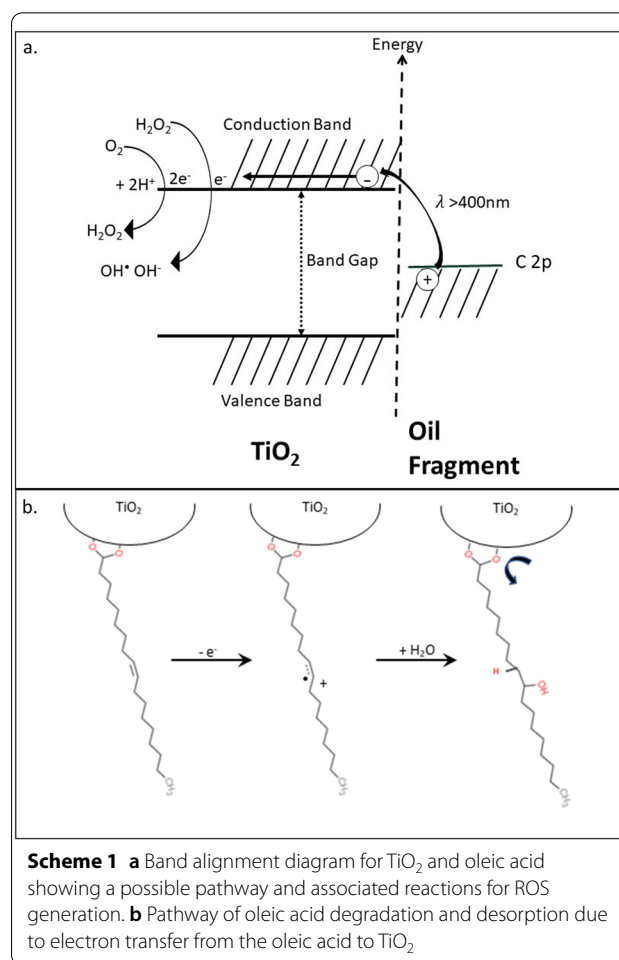 a.
Energy
H₂O₂
Conduction Band
O₂
+ 2H⁺ 2e⁻ e⁻
-
λ >400nm
H₂O₂
Band Gap
C 2p
OH• OH⁻
+
Valence Band
TiO₂
Oil
Fragment
b.
TiO₂ TiO₂ TiO₂
O O O O O O
- e⁻ + H₂O
H
OH
• +
CH₃ CH₃ CH₃
Scheme 1 a Band alignment diagram for TiO₂ and oleic acid
showing a possible pathway and associated reactions for ROS
generation. b Pathway of oleic acid degradation and desorption due
to electron transfer from the oleic acid to TiO₂